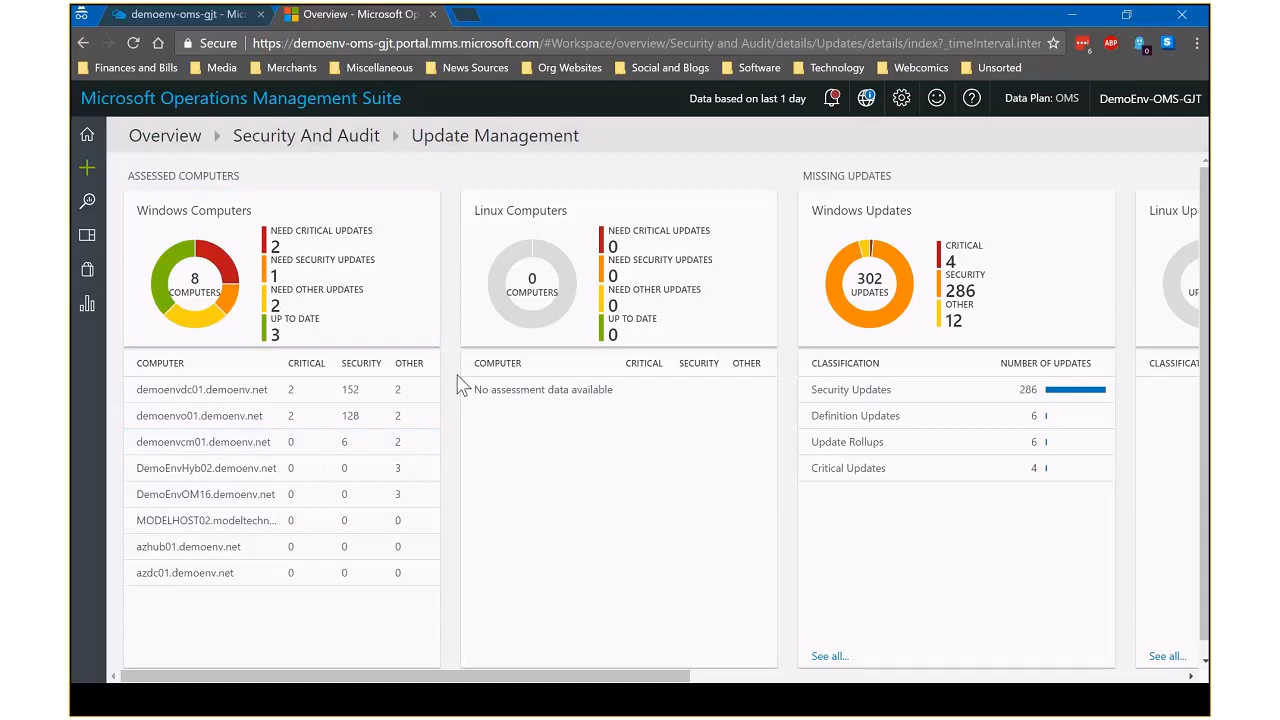 demoenv-oms-gjt - Mic
Overview - Microsoft Op
Secure
https://demoenv-oms-gjt.portal.mms.microsoft.com/#Workspace/overview/Security and Audit/details/Updates/details/index?_timeInterval.inter
6
ABP
0
S
Finances and Bills
Media
Merchants
Miscellaneous
News Sources
Org Websites
Social and Blogs
Software
Technology
Webcomics
Unsorted
Microsoft Operations Management Suite
Data based on last 1 day
Data Plan: OMS
DemoEnv-OMS-GJT
Overview
Security And Audit
Update Management
ASSESSED COMPUTERS
Windows Computers
8
COMPUTERS
NEED CRITICAL UPDATES
2
NEED SECURITY UPDATES
1
NEED OTHER UPDATES
2
UP TO DATE
3
COMPUTER CRITICAL SECURITY OTHER
demoenvdc01.demoenv.net 2 152 2
demoenvo01.demoenv.net 2 128 2
demoenvcm01.demoenv.net 0 6 2
DemoEnvHyb02.demoenv.net 0 0 3
DemoEnvOM16.demoenv.net 0 0 3
MODELHOST02.modeltechn... 0 0 0
azhub01.demoenv.net 0 0 0
azdc01.demoenv.net 0 0 0
Linux Computers
0
COMPUTERS
NEED CRITICAL UPDATES
0
NEED SECURITY UPDATES
0
NEED OTHER UPDATES
0
UP TO DATE
0
COMPUTER CRITICAL SECURITY OTHER
No assessment data available
MISSING UPDATES
Windows Updates
302
UPDATES
CRITICAL
4
SECURITY
286
OTHER
12
CLASSIFICATION NUMBER OF UPDATES
Security Updates 286
Definition Updates 6
Update Rollups 6
Critical Updates 4
See all...
Linux Up
UF
CLASSIFICA
See all...